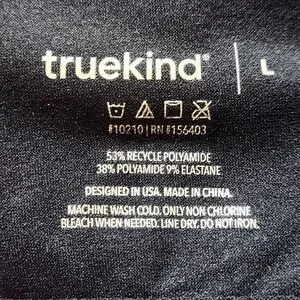 truekind® | L
#10210 | RN #156403
53% RECYCLE POLYAMIDE
38% POLYAMIDE 9% ELASTANE
DESIGNED IN USA. MADE IN CHINA.
MACHINE WASH COLD. ONLY NON CHLORINE
BLEACH WHEN NEEDED. LINE DRY. DO NOT IRON.